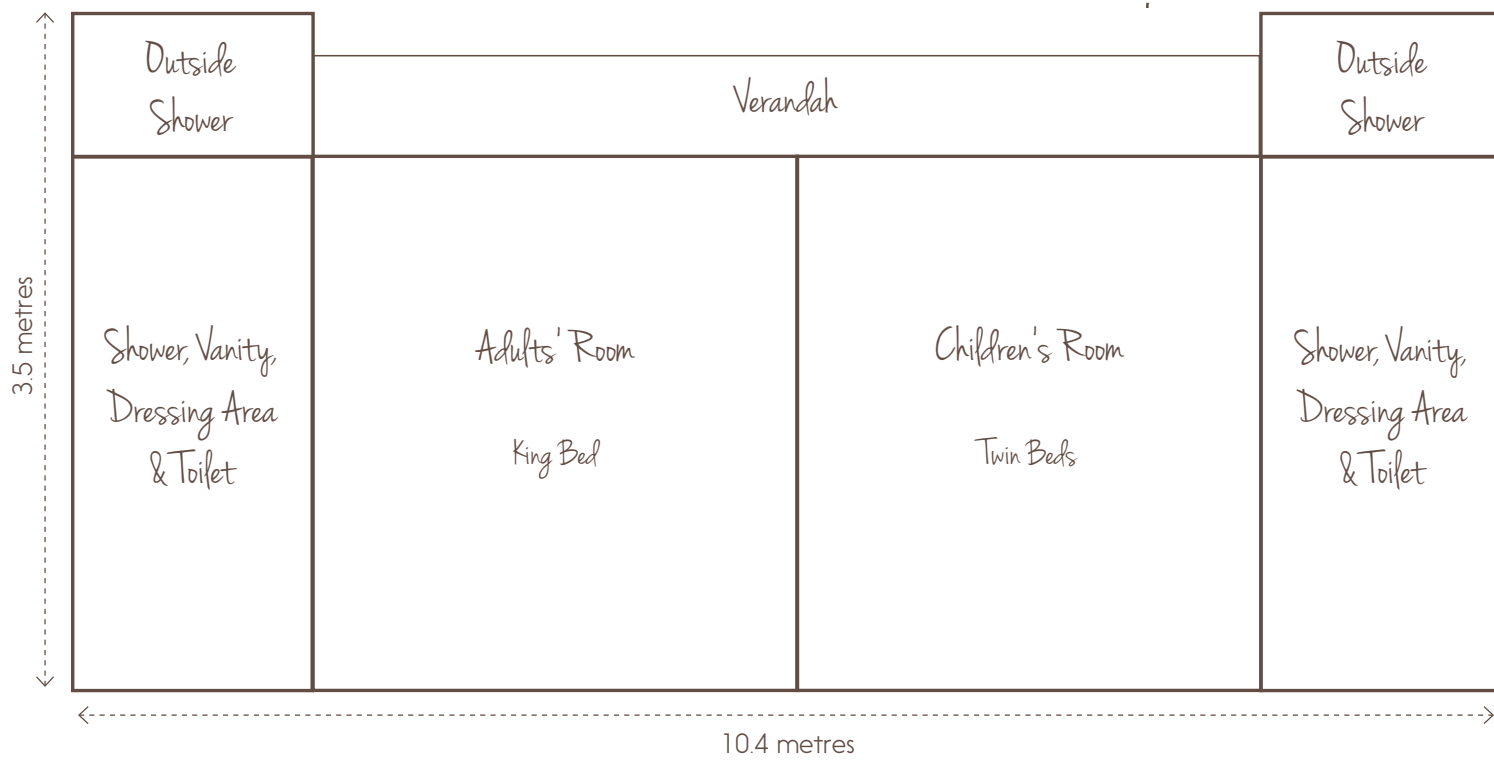 Outside
Shower
Verandah
Outside
Shower
3.5 metres
Shower, Vanity,
Dressing Area
& Toilet
Adults' Room
King Bed
Children's Room
Twin Beds
Shower, Vanity,
Dressing Area
& Toilet
10.4 metres